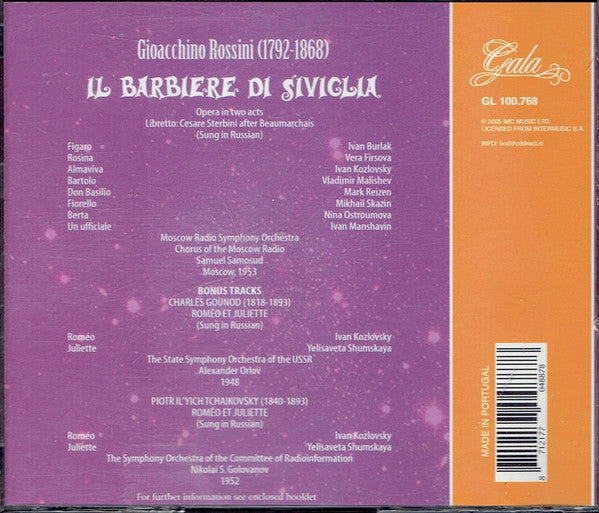 Gioacchino Rossini (1792-1868)
IL BARBIERE DI SIVIGLIA
Opera in two acts
Libretto: Cesare Sterbini after Beaumarchais
(Sung in Russian)
Figaro Ivan Burlak
Rosina Vera Firsova
Almaviva Ivan Kozlovsky
Bartolo Vladimir Malishev
Don Basilio Mark Reizen
Fiorello Mikhail Skazin
Berta Nina Ostroumova
Un ufficiale Ivan Manshavin
Moscow Radio Symphony Orchestra
Chorus of the Moscow Radio
Samuel Samosud
Moscow, 1953
BONUS TRACKS
CHARLES GOUNOD (1818-1893)
ROMÉO ET JULIETTE
(Sung in Russian)
Roméo Ivan Kozlovsky
Juliette Yelisaveta Shumskaya
The State Symphony Orchestra of the USSR
Alexander Orlov
1948
PIOTR IL'YICH TCHAIKOVSKY (1840-1893)
ROMÉO ET JULIETTE
(Sung in Russian)
Roméo Ivan Kozlovsky
Juliette Yelisaveta Shumskaya
The Symphony Orchestra of the Committee of Radioinformation
Nikolai S. Golovanov
1952
For further information see enclosed booklet
Gala
GL 100.768
© 2005 IMC MUSIC LTD.
LICENSED FROM INTERMUSIC S.A.
INFO: bod@cddirect.nl
MADE IN PORTUGAL
8 712177 048878